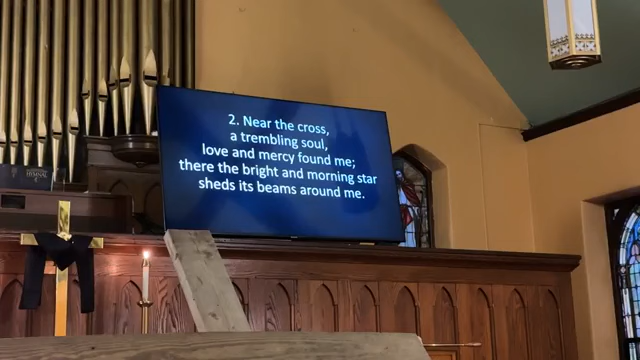 2. Near the cross,
a trembling soul,
love and mercy found me;
there the bright and morning star
sheds its beams around me.
HYMNAL